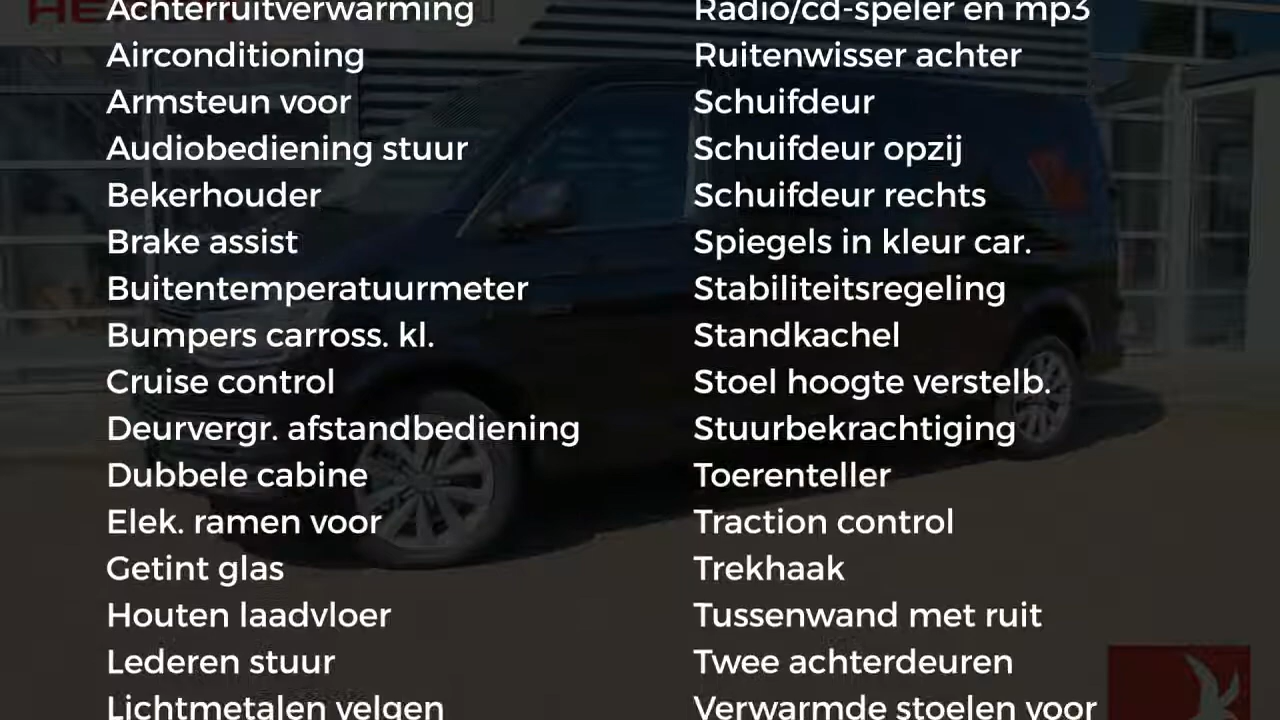 Achterruitverwarming
Airconditioning
Armsteun voor
Audiobediening stuur
Bekerhouder
Brake assist
Buitentemperatuurmeter
Bumpers carross. kl.
Cruise control
Deurvergr. afstandbediening
Dubbele cabine
Elek. ramen voor
Getint glas
Houten laadvloer
Lederen stuur
Lichtmetalen velgen
Radio/cd-speler en mp3
Ruitenwisser achter
Schuifdeur
Schuifdeur opzij
Schuifdeur rechts
Spiegels in kleur car.
Stabiliteitsregeling
Standkachel
Stoel hoogte verstelb.
Stuurbekrachtiging
Toerenteller
Traction control
Trekhaak
Tussenwand met ruit
Twee achterdeuren
Verwarmde stoelen voor